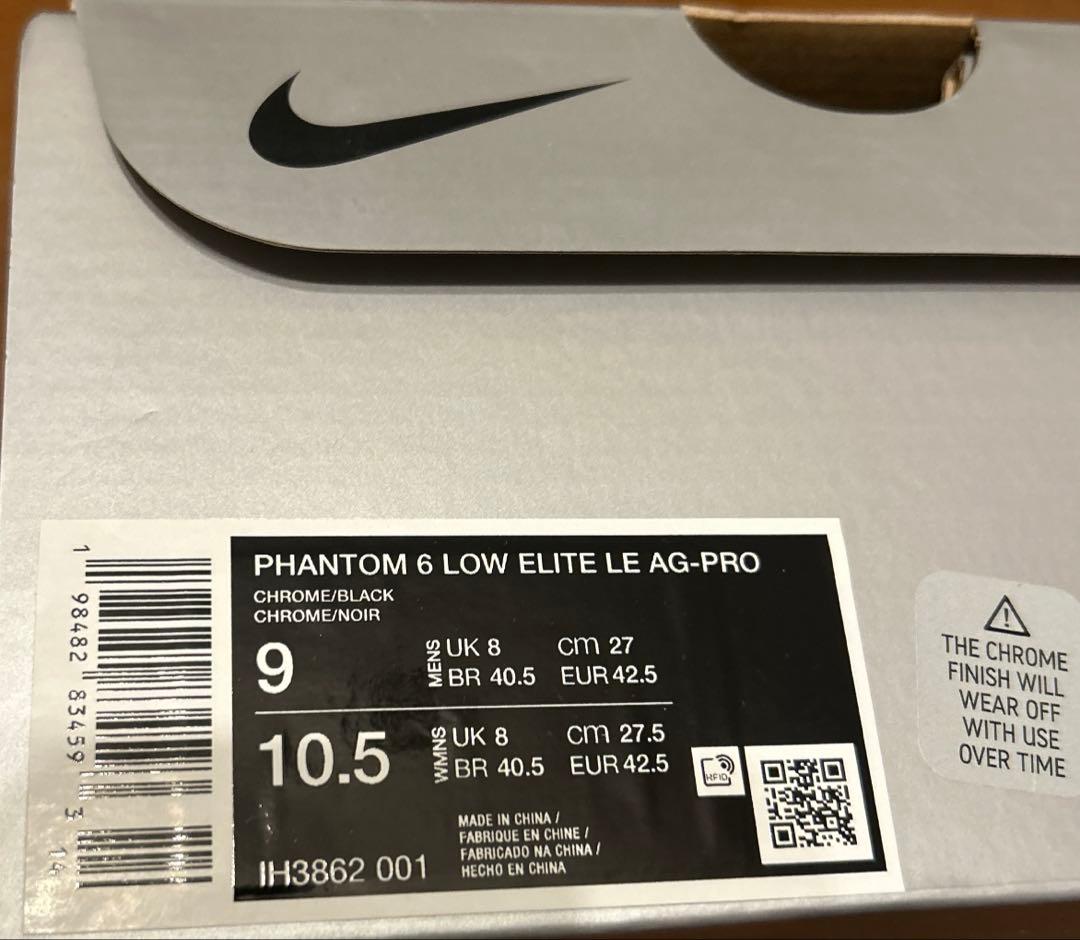 PHANTOM 6 LOW ELITE LE AG-PRO
CHROME/BLACK
CHROME/NOIR
9
MENS
UK 8 cm 27
BR 40.5 EUR 42.5
10.5
WMNS
UK 8 cm 27.5
BR 40.5 EUR 42.5
RFID
MADE IN CHINA /
FABRIQUE EN CHINE /
FABRICADO NA CHINA /
HECHO EN CHINA
IH3862 001
1 98482 83459 3 14
THE CHROME
FINISH WILL
WEAR OFF
WITH USE
OVER TIME